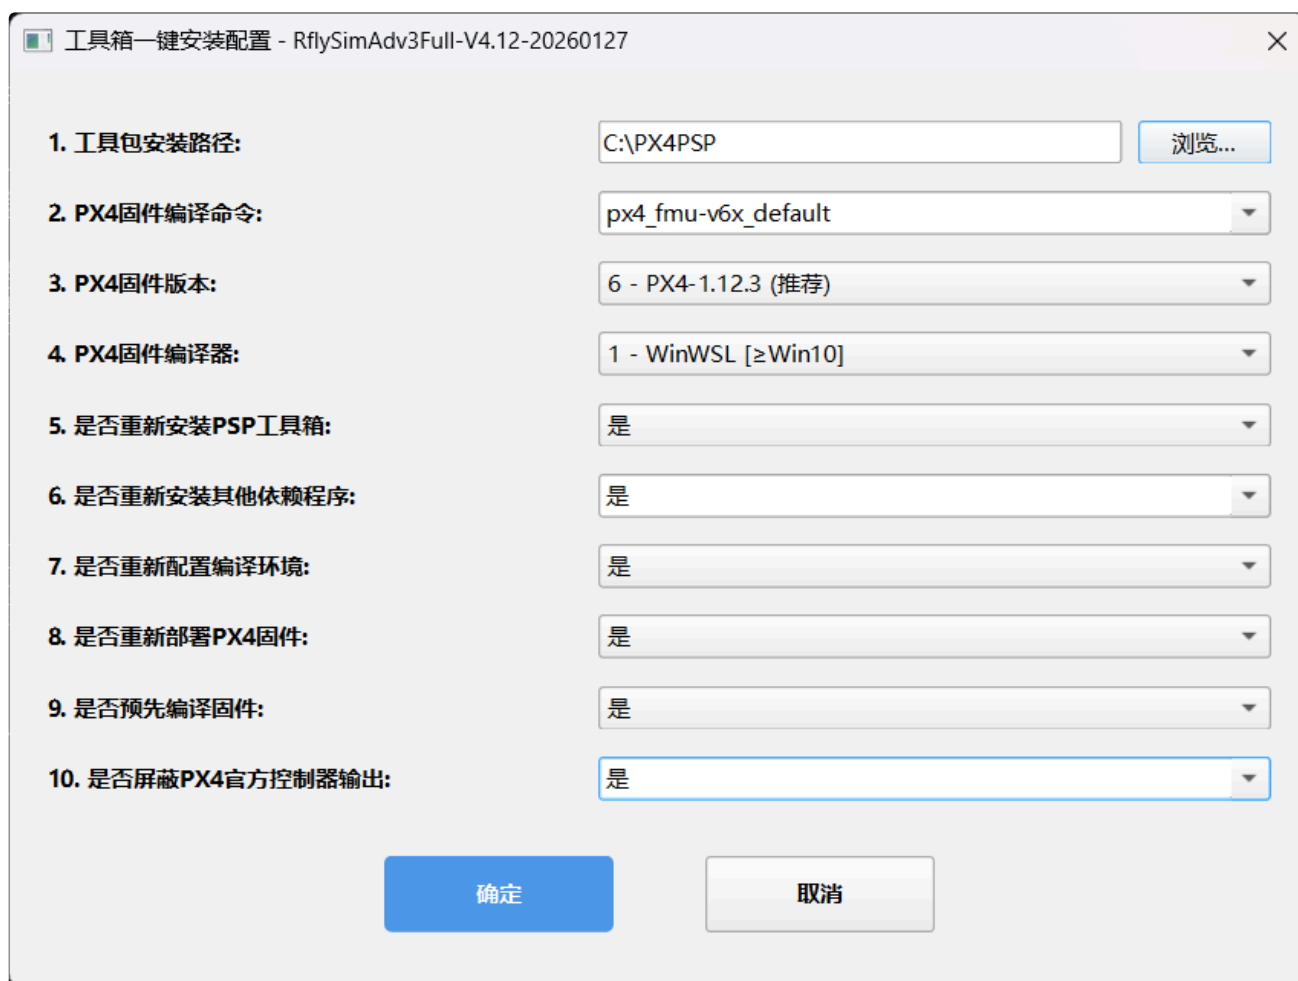 工具箱一键安装配置 - RflySimAdv3Full-V4.12-20260127
1. 工具包安装路径: C:\PX4PSP 浏览...
2. PX4固件编译命令: px4_fmu-v6x_default
3. PX4固件版本: 6 - PX4-1.12.3 (推荐)
4. PX4固件编译器: 1 - WinWSL [≥Win10]
5. 是否重新安装PSP工具箱: 是
6. 是否重新安装其他依赖程序: 是
7. 是否重新配置编译环境: 是
8. 是否重新部署PX4固件: 是
9. 是否预先编译固件: 是
10. 是否屏蔽PX4官方控制器输出: 是
确定 取消